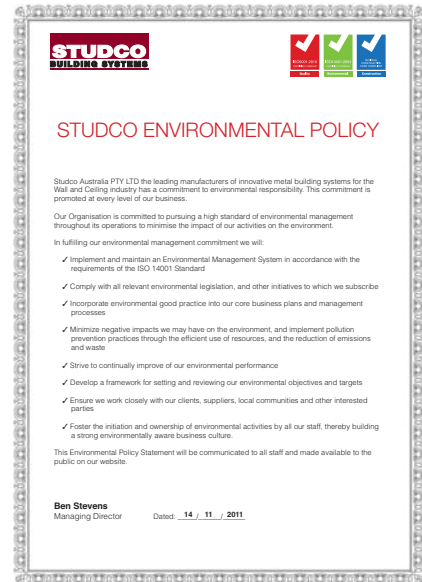 STUDCO
BUILDING SYSTEMS
STUDCO ENVIRONMENTAL POLICY
Studco Australia PTY LTD the leading manufacturers of innovative metal building systems for the
Wall and Ceiling industry has a commitment to environmental responsibility. This commitment is
promoted at every level of our business.
Our Organisation is committed to pursuing a high standard of environmental management
throughout its operations to minimise the impact of our activities on the environment.
In fulfilling our environmental management commitment we will:
✓ Implement and maintain an Environmental Management System in accordance with the
requirements of the ISO 14001 Standard
✓ Comply with all relevant environmental legislation, and other initiatives to which we subscribe
✓ Incorporate environmental good practice into our core business plans and management
processes
✓ Minimize negative impacts we may have on the environment, and implement pollution
prevention practices through the efficient use of resources, and the reduction of emissions
and waste
✓ Strive to continually improve of our environmental performance
✓ Develop a framework for setting and reviewing our environmental objectives and targets
✓ Ensure we work closely with our clients, suppliers, local communities and other interested
parties
✓ Foster the initiation and ownership of environmental activities by all our staff, thereby building
a strong environmentally aware business culture.
This Environmental Policy Statement will be communicated to all staff and made available to the
public on our website.
Ben Stevens
Managing Director Dated: 14 / 11 / 2011